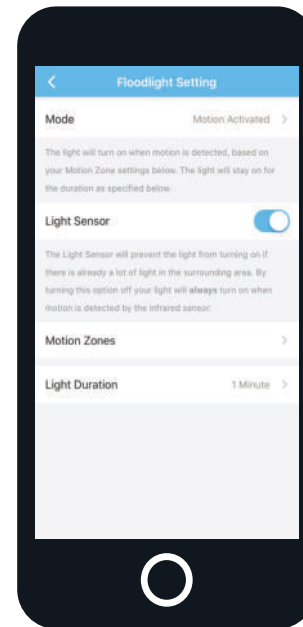 Floodlight Setting
Mode Motion Activated
The light will turn on when motion is detected, based on
your Motion Zone settings below. The light will stay on for
the duration as specified below.
Light Sensor
The Light Sensor will prevent the light from turning on if
there is already a lot of light in the surrounding area. By
turning this option off your light will always turn on when
motion is detected by the infrared sensor.
Motion Zones
Light Duration 1 Minute